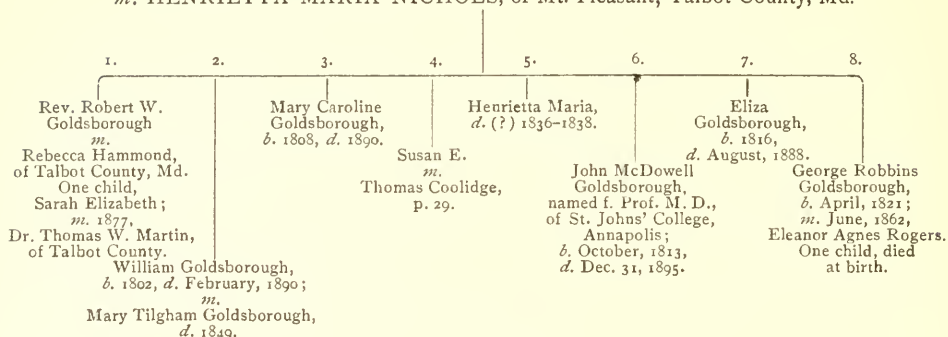 m. HENRIETTA MARIA NICHOLS, of Mt. Pleasant, Talbot County, Md.
1.
2.
3.
4.
5.
6.
7.
8.
Rev. Robert W.
Goldsborough
m.
Rebecca Hammond,
of Talbot County, Md.
One child,
Sarah Elizabeth;
m. 1877,
Dr. Thomas W. Martin,
of Talbot County.
William Goldsborough,
b. 1802, d. February, 1890;
m.
Mary Tilgham Goldsborough,
d. 1849.
Mary Caroline
Goldsborough,
b. 1808, d. 1890.
Susan E.
m.
Thomas Coolidge,
p. 29.
Henrietta Maria,
d. (?) 1836-1838.
John McDowell
Goldsborough,
named f. Prof. M. D.,
of St. Johns' College,
Annapolis;
b. October, 1813,
d. Dec. 31, 1895.
Eliza
Goldsborough,
b. 1816,
d. August, 1888.
George Robbins
Goldsborough,
b. April, 1821;
m. June, 1862,
Eleanor Agnes Rogers.
One child, died
at birth.